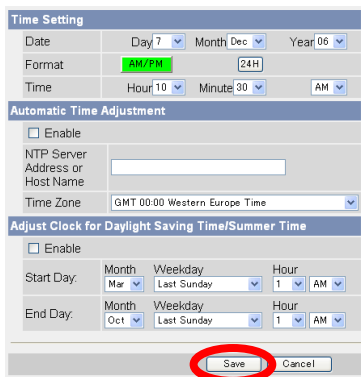 Time Setting
Date Day 7 Month Dec Year 06
Format AM/PM 24H
Time Hour 10 Minute 30 AM
Automatic Time Adjustment
Enable
NTP Server
Address or
Host Name
Time Zone GMT 00:00 Western Europe Time
Adjust Clock for Daylight Saving Time/Summer Time
Enable
Month Weekday Hour
Start Day: Mar Last Sunday 1 AM
Month Weekday Hour
End Day: Oct Last Sunday 1 AM
Save Cancel